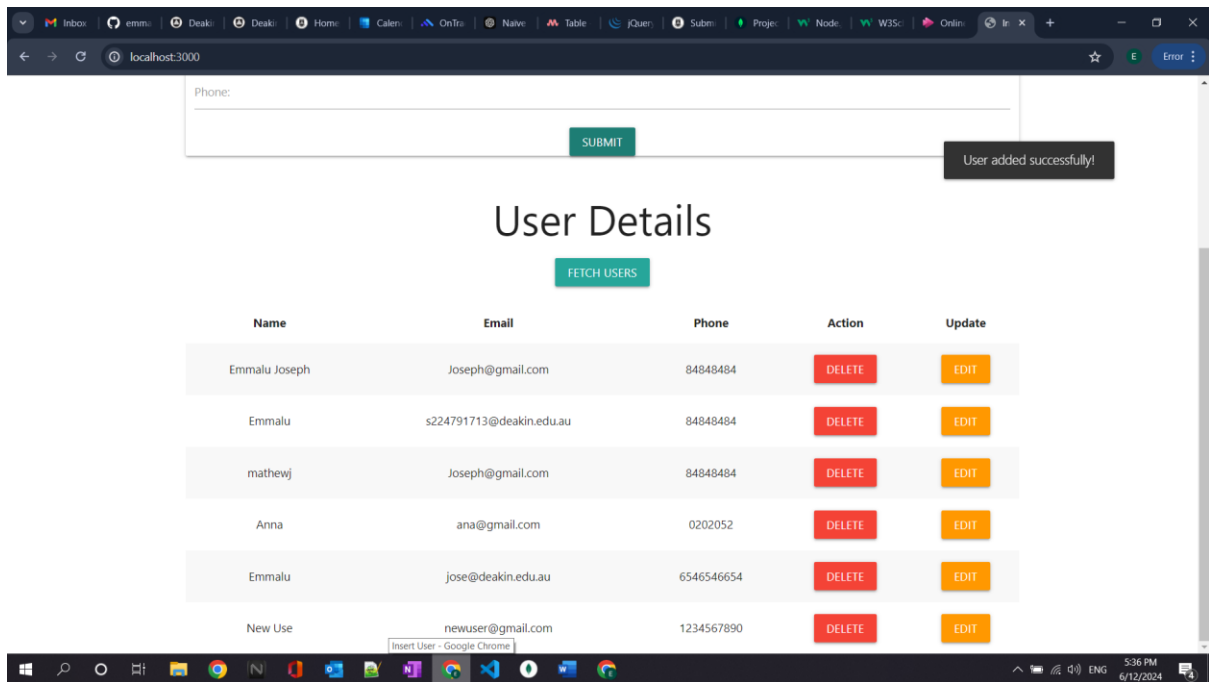 Inbox emma Deakin Deakin Home Calen OnTra Naive Table jQuery Submi Projec Node. W3Sc Online In
localhost:3000 E Error
Phone:
SUBMIT
User added successfully!
User Details
FETCH USERS
Name Email Phone Action Update
Emmalu Joseph Joseph@gmail.com 84848484 DELETE EDIT
Emmalu s224791713@deakin.edu.au 84848484 DELETE EDIT
mathewj Joseph@gmail.com 84848484 DELETE EDIT
Anna ana@gmail.com 0202052 DELETE EDIT
Emmalu jose@deakin.edu.au 6546546654 DELETE EDIT
New Use newuser@gmail.com 1234567890 DELETE EDIT
Insert User - Google Chrome
ENG 5:36 PM
6/12/2024